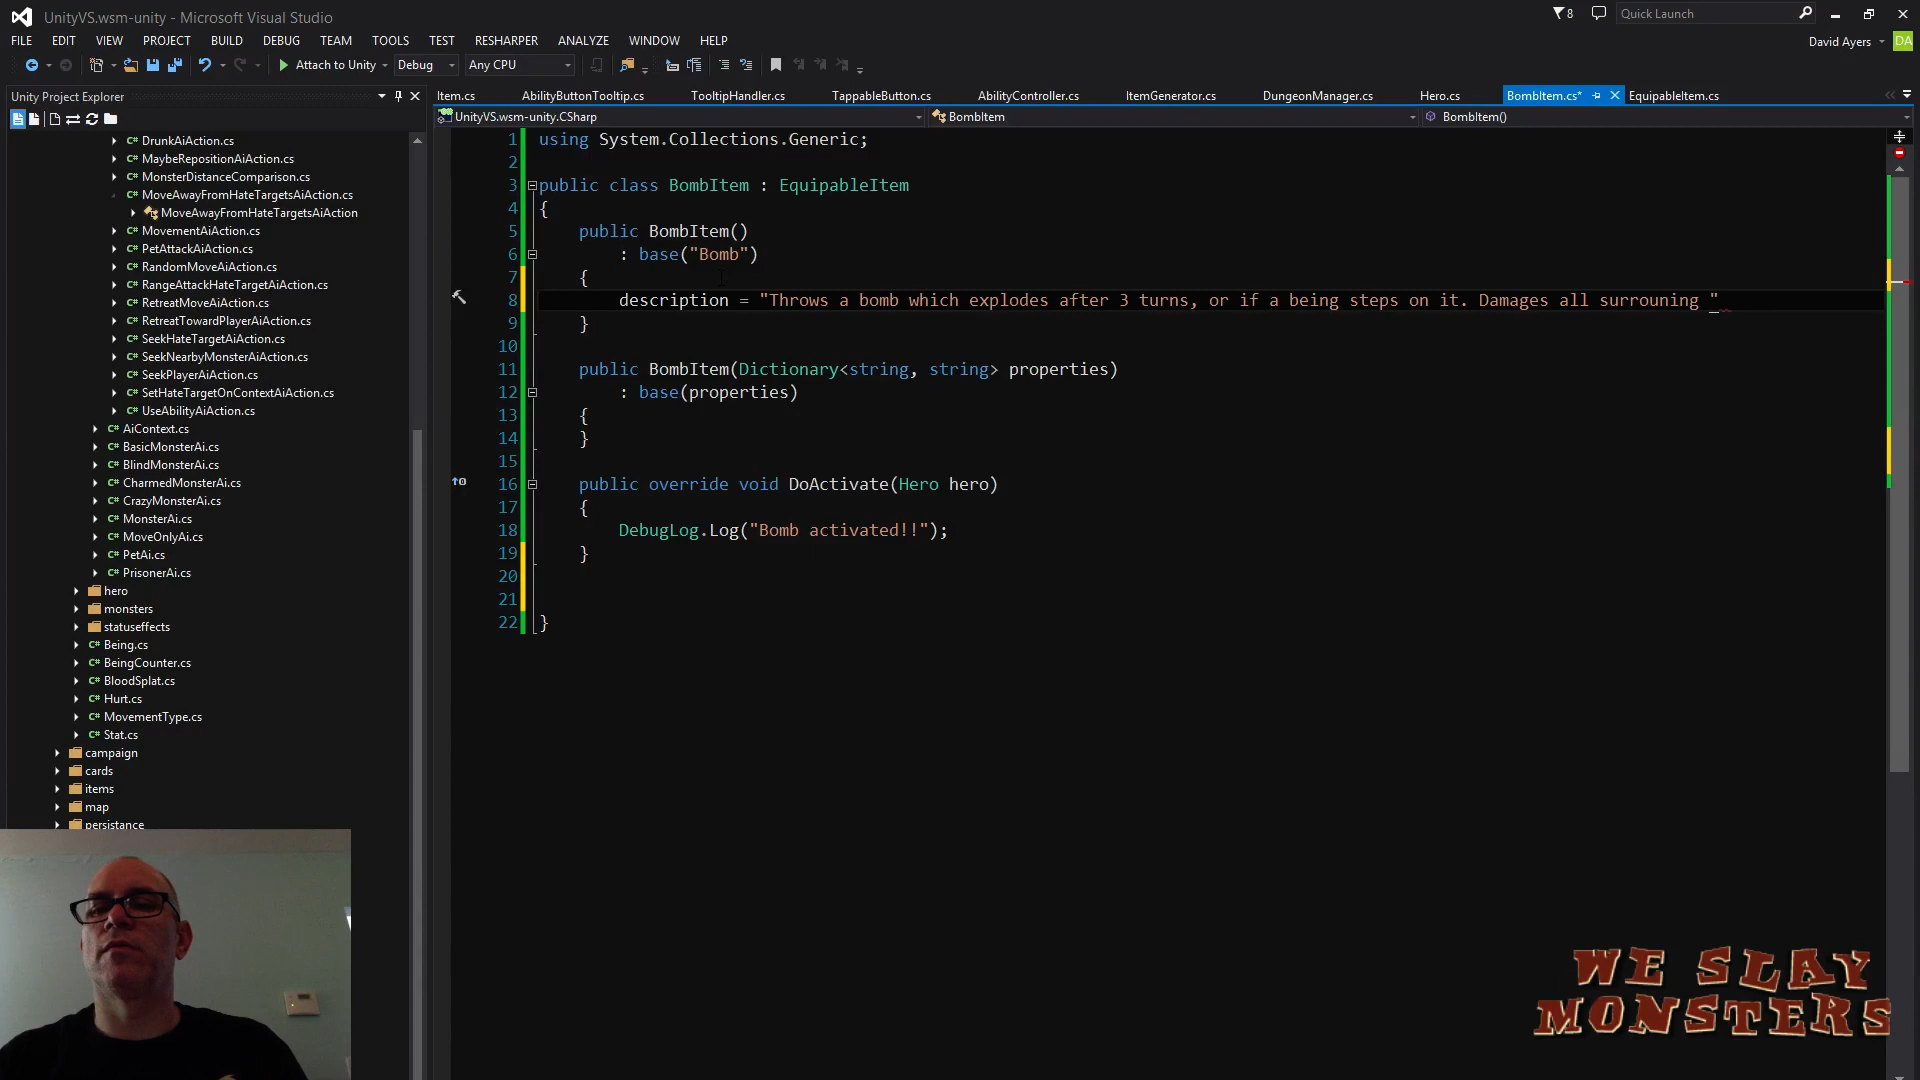 UnityVS.wsm-unity - Microsoft Visual Studio
8
Quick Launch
FILE EDIT VIEW PROJECT BUILD DEBUG TEAM TOOLS TEST RESHARPER ANALYZE WINDOW HELP
David Ayers DA
Attach to Unity Debug Any CPU
Unity Project Explorer
Item.cs AbilityButtonTooltip.cs TooltipHandler.cs TappableButton.cs AbilityController.cs ItemGenerator.cs DungeonManager.cs Hero.cs BombItem.cs* EquipableItem.cs
UnityVS.wsm-unity.CSharp BombItem BombItem()
DrunkAiAction.cs
MaybeRepositionAiAction.cs
MonsterDistanceComparison.cs
MoveAwayFromHateTargetsAiAction.cs
MoveAwayFromHateTargetsAiAction
MovementAiAction.cs
PetAttackAiAction.cs
RandomMoveAiAction.cs
RangeAttackHateTargetAiAction.cs
RetreatMoveAiAction.cs
RetreatTowardPlayerAiAction.cs
SeekHateTargetAiAction.cs
SeekNearbyMonsterAiAction.cs
SeekPlayerAiAction.cs
SetHateTargetOnContextAiAction.cs
UseAbilityAiAction.cs
AiContext.cs
BasicMonsterAi.cs
BlindMonsterAi.cs
CharmedMonsterAi.cs
CrazyMonsterAi.cs
MonsterAi.cs
MoveOnlyAi.cs
PetAi.cs
PrisonerAi.cs
hero
monsters
statuseffects
Being.cs
BeingCounter.cs
BloodSplat.cs
Hurt.cs
MovementType.cs
Stat.cs
campaign
cards
items
map
persistance
1 using System.Collections.Generic;
2
3 public class BombItem : EquipableItem
4 {
5 public BombItem()
6 : base("Bomb")
7 {
8 description = "Throws a bomb which explodes after 3 turns, or if a being steps on it. Damages all surrouning "
9 }
10
11 public BombItem(Dictionary<string, string> properties)
12 : base(properties)
13 {
14 }
15
16 public override void DoActivate(Hero hero)
17 {
18 DebugLog.Log("Bomb activated!!");
19 }
20
21
22 }
WE SLAY
MONSTERS